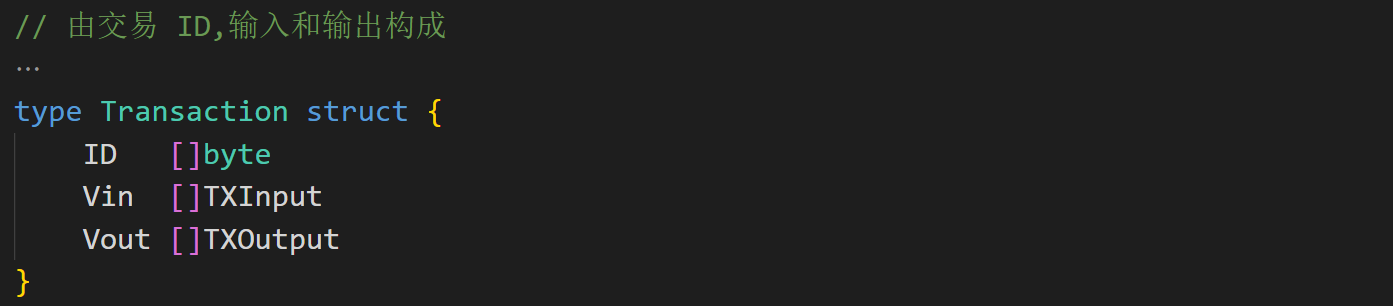 // 由交易 ID,输入和输出构成
...
type Transaction struct {
    ID   []byte
    Vin  []TXInput
    Vout []TXOutput
}